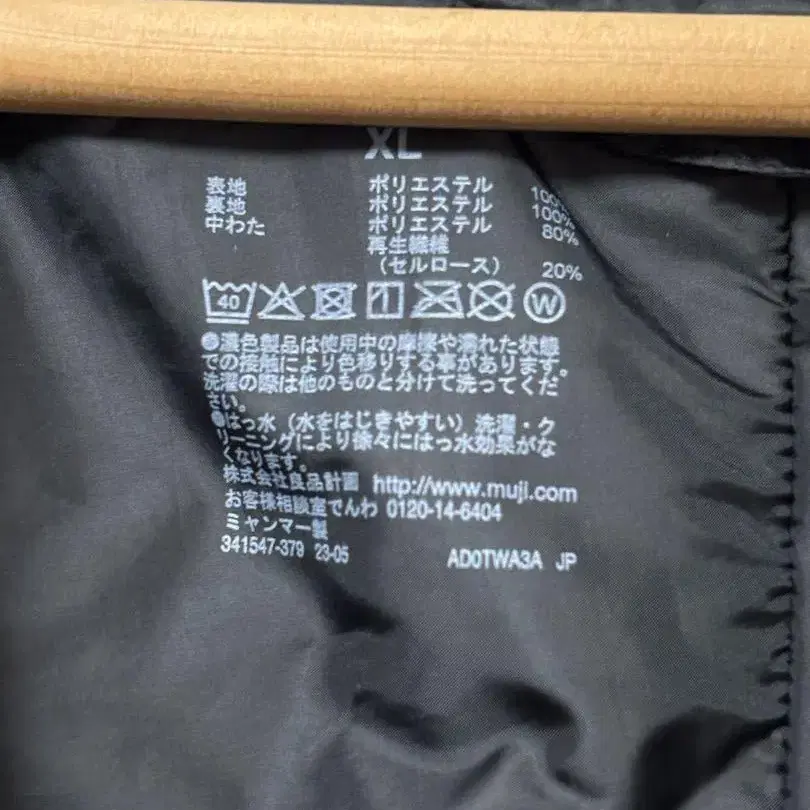 XL
表地 ポリエステル 100%
裏地 ポリエステル 100%
中わた ポリエステル 80%
再生繊維
（セルロース） 20%
40 W
●濃色製品は使用中の摩擦や濡れた状態
での接触により色移りする事があります。
洗濯の際は他のものと分けて洗ってくだ
さい。
●はっ水（水をはじきやすい）洗濯・ク
リーニングにより徐々にはっ水効果がな
くなります。
株式会社良品計画 http://www.muji.com
お客様相談室でんわ 0120-14-6404
ミャンマー製
341547-379 23-05 AD0TWA3A JP